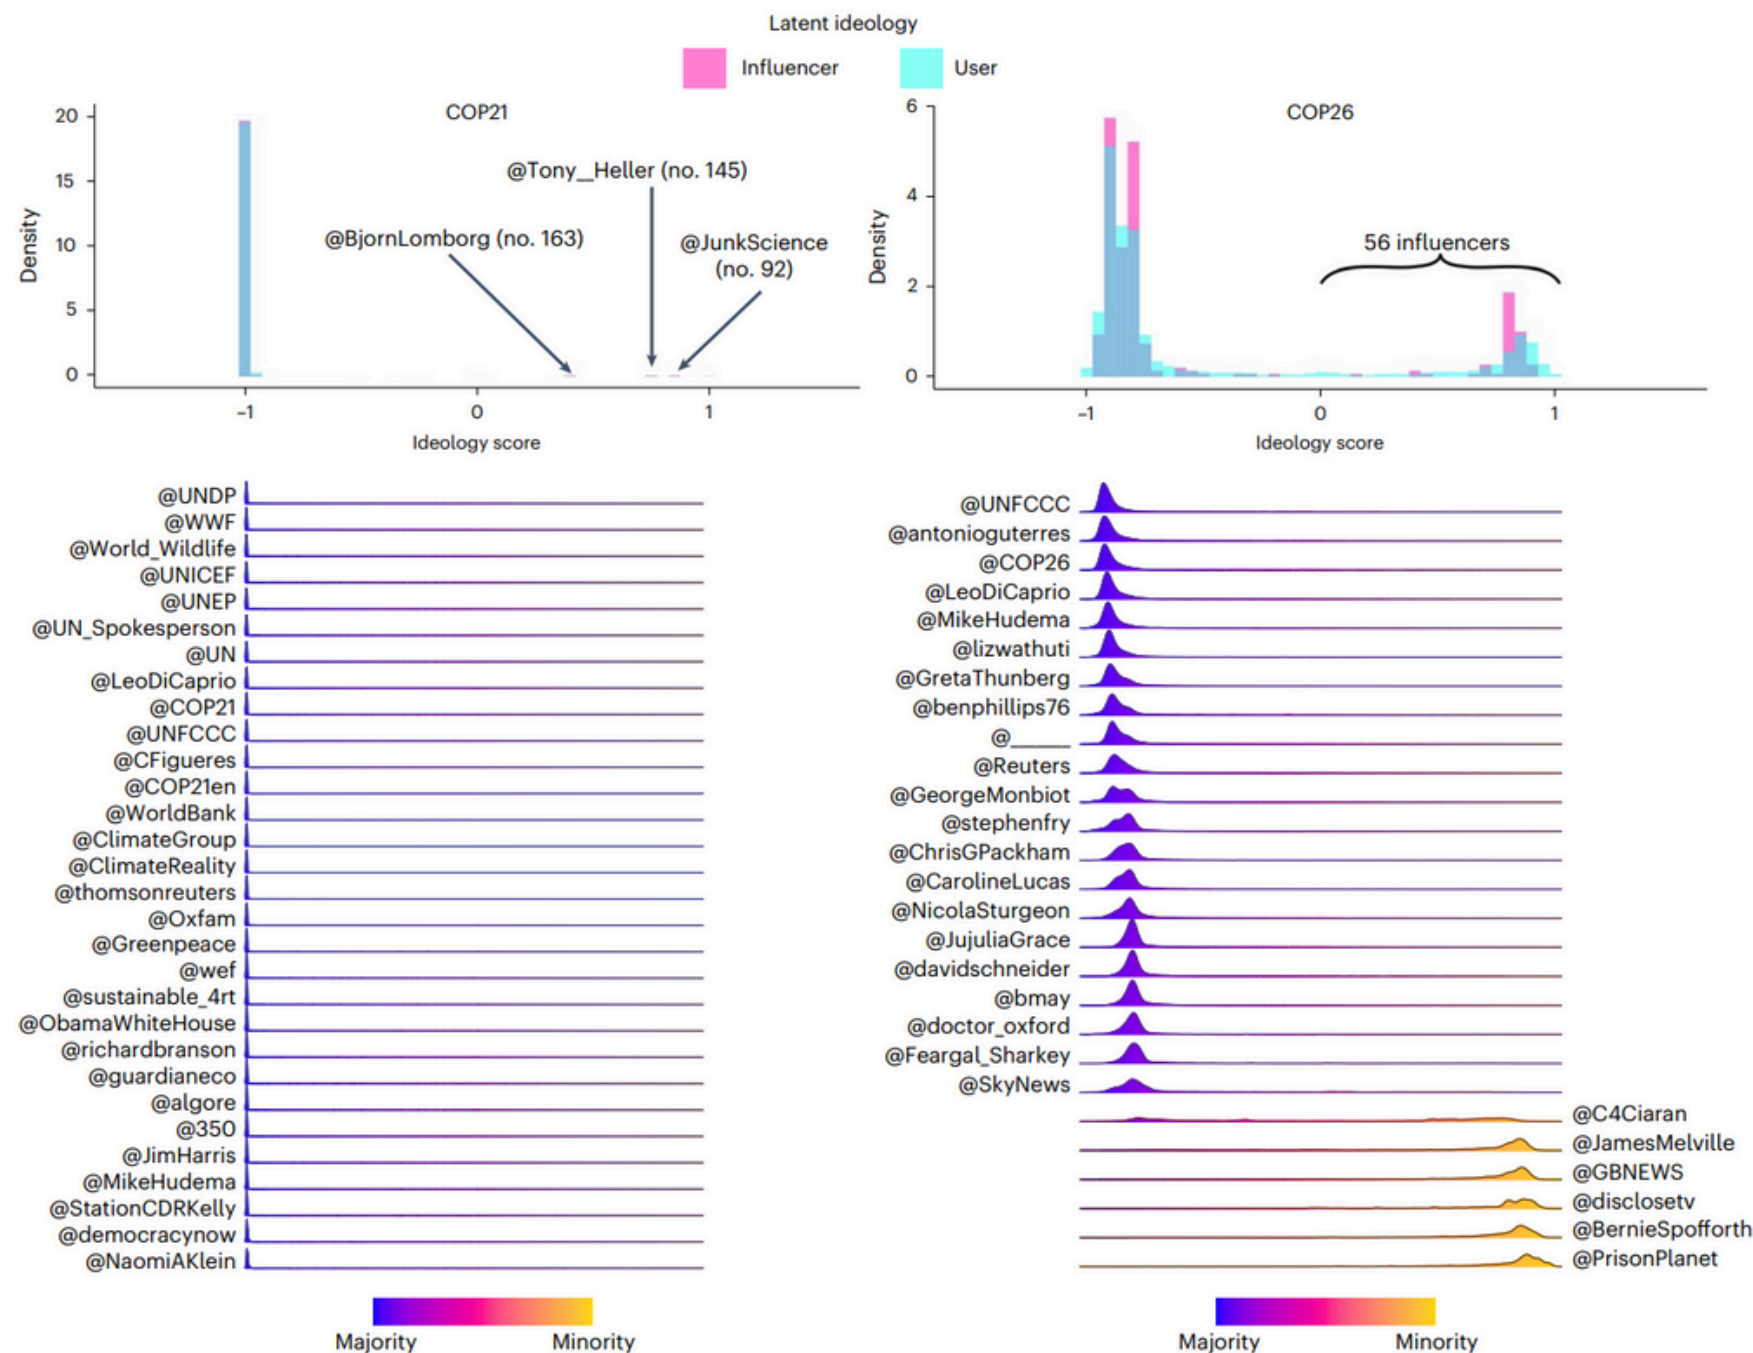 Latent ideology
Influencer
User
COP21
20
15
10
5
0
Density
@Tony__Heller (no. 145)
@BjornLomborg (no. 163)
@JunkScience
(no. 92)
−1
0
1
Ideology score
COP26
6
4
2
0
Density
56 influencers
−1
0
1
Ideology score
@UNDP
@WWF
@World_Wildlife
@UNICEF
@UNEP
@UN_Spokesperson
@UN
@LeoDiCaprio
@COP21
@UNFCCC
@CFigueres
@COP21en
@WorldBank
@ClimateGroup
@ClimateReality
@thomsonreuters
@Oxfam
@Greenpeace
@wef
@sustainable_4rt
@ObamaWhiteHouse
@richardbranson
@guardianeco
@algore
@350
@JimHarris
@MikeHudema
@StationCDRKelly
@democracynow
@NaomiAKlein
Majority
Minority
@UNFCCC
@antonioguterres
@COP26
@LeoDiCaprio
@MikeHudema
@lizwathuti
@GretaThunberg
@benphillips76
@______
@Reuters
@GeorgeMonbiot
@stephenfry
@ChrisGPackham
@CarolineLucas
@NicolaSturgeon
@JujuliaGrace
@davidschneider
@bmay
@doctor_oxford
@Feargal_Sharkey
@SkyNews
@C4Ciaran
@JamesMelville
@GBNEWS
@disclosetv
@BernieSpofforth
@PrisonPlanet
Majority
Minority